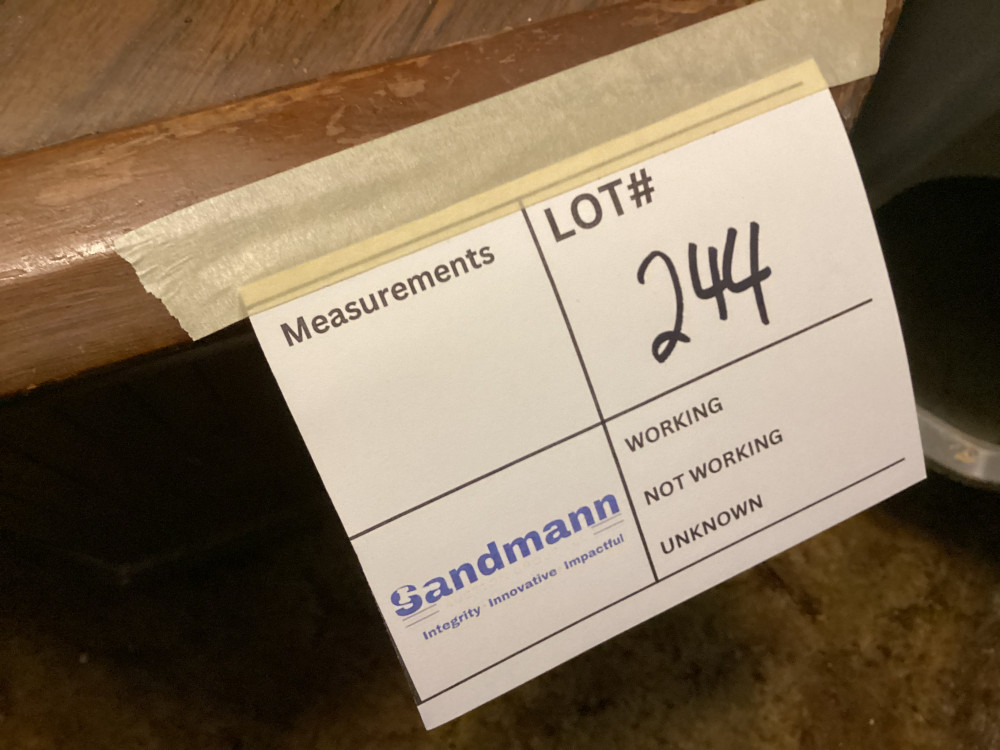 Measurements
LOT#
244
WORKING
NOT WORKING
UNKNOWN
Sandmann
Integrity Innovative Impactful